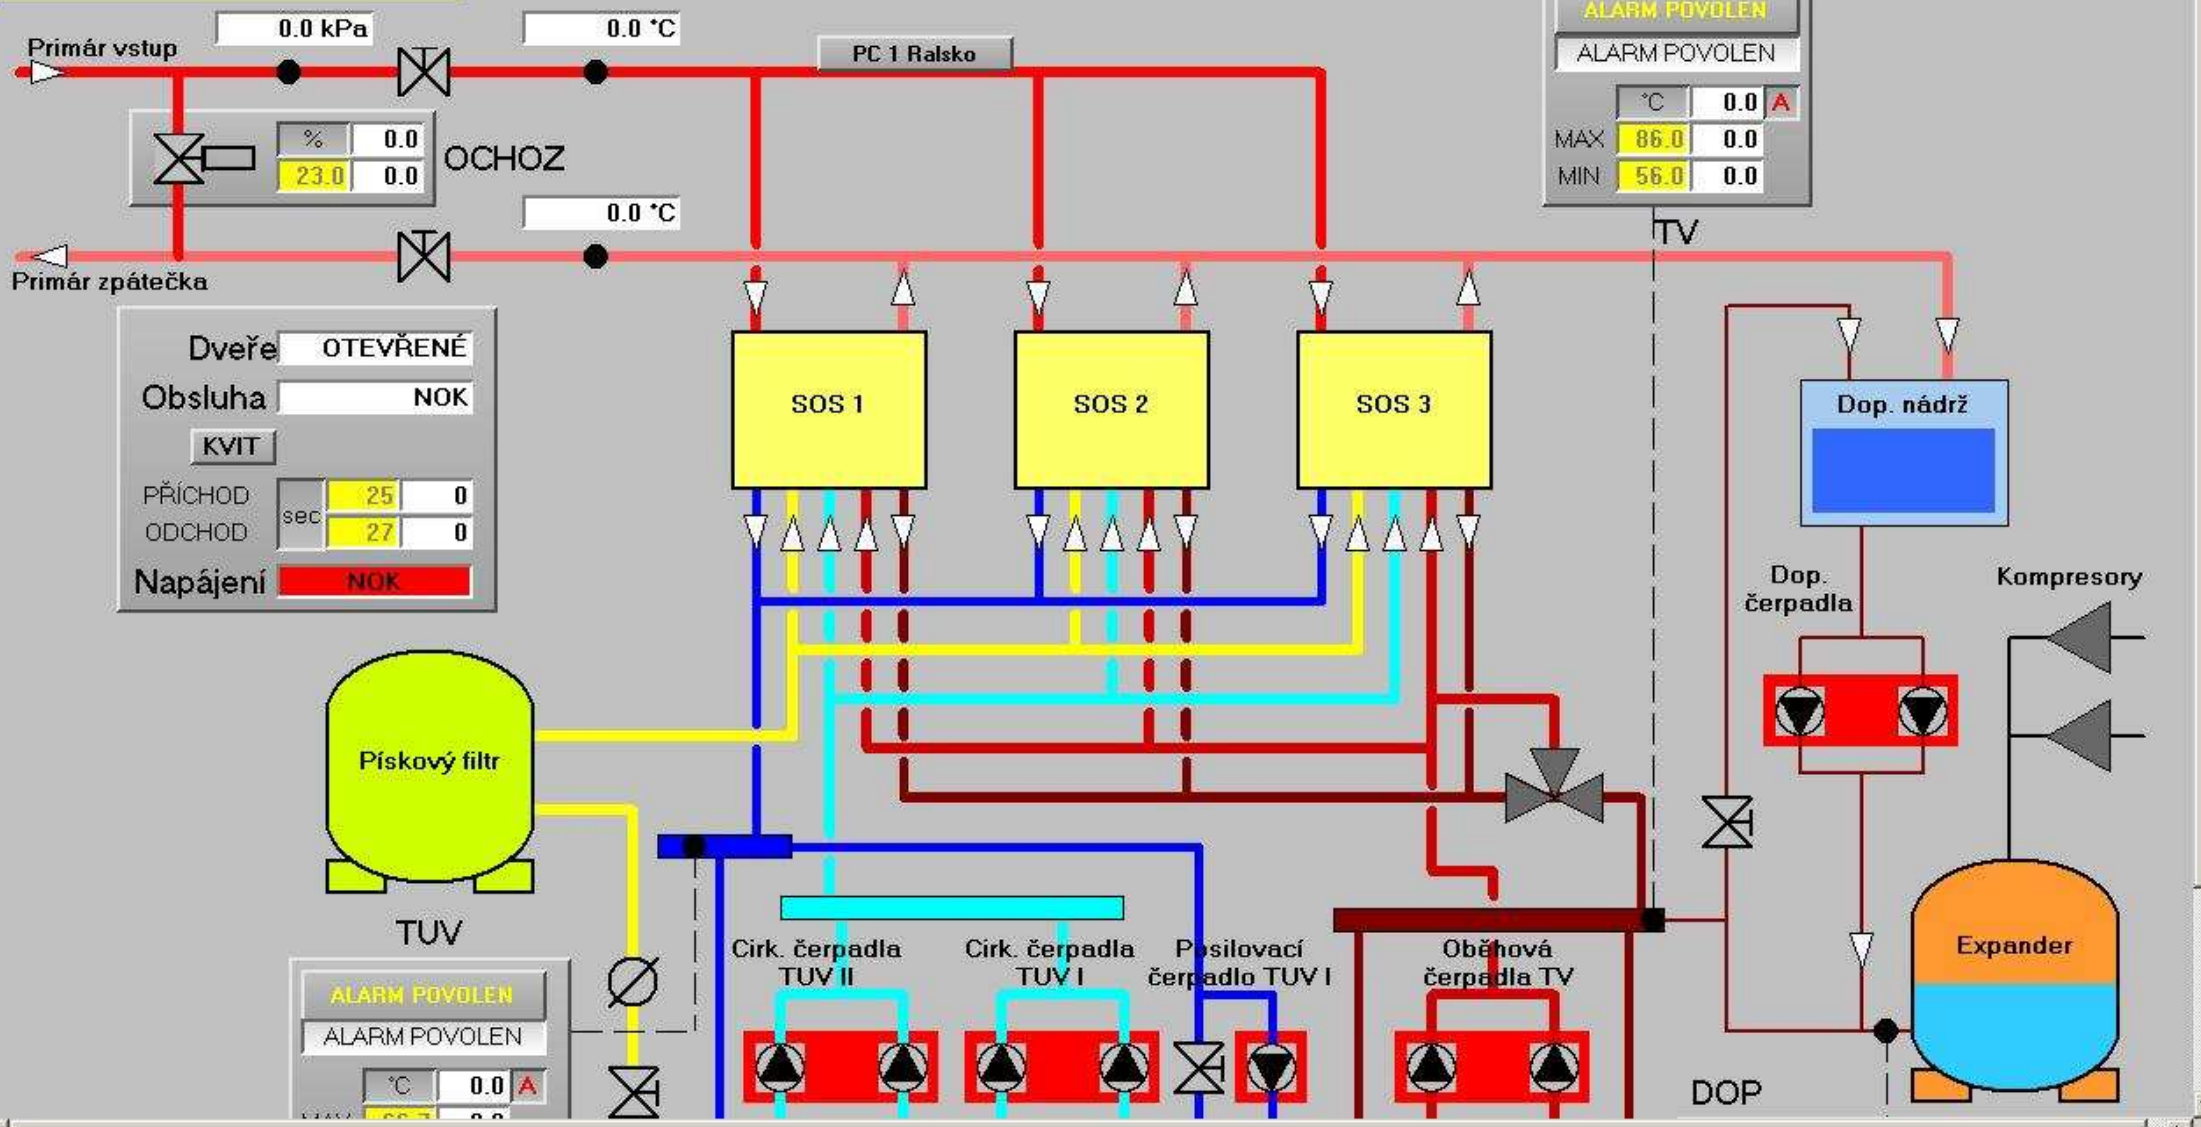 ALARM POVOLEN
0.0 kPa
0.0 °C
Primár vstup
PC 1 Ralsko
ALARM POVOLEN
°C 0.0 A
% 0.0
MAX 86.0 0.0
OCHOZ
23.0 0.0
MIN 56.0 0.0
0.0 °C
TV
Primár zpátečka
Dveře OTEVŘENÉ
Obsluha NOK
SOS 1
SOS 2
SOS 3
Dop. nádrž
KVIT
PŘÍCHOD 25 0
sec
ODCHOD 27 0
Napájení NOK
Dop.
čerpadla
Kompresory
Pískový filtr
TUV
Cirk. čerpadla
TUV II
Cirk. čerpadla
TUV I
Posilovací
čerpadlo TUV I
Oběhová
čerpadla TV
Expander
ALARM POVOLEN
ALARM POVOLEN
°C 0.0 A
DOP